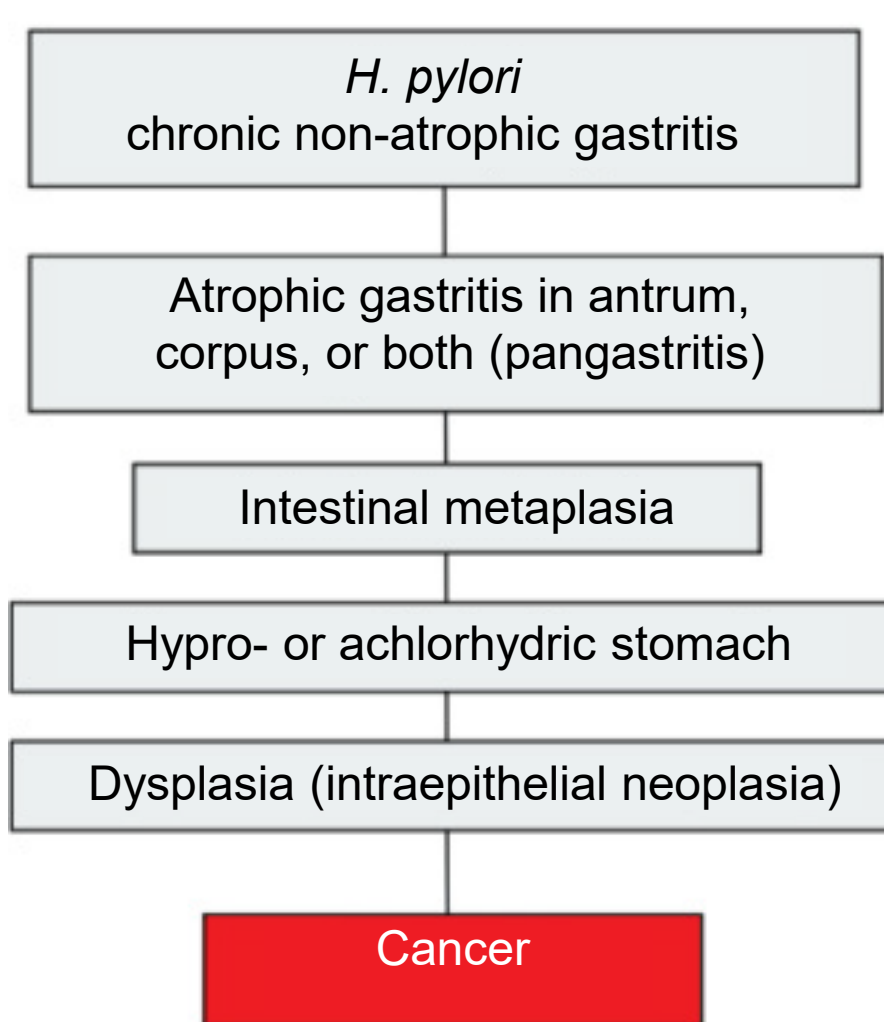 H. pylori
chronic non-atrophic gastritis
Atrophic gastritis in antrum,
corpus, or both (pangastritis)
Intestinal metaplasia
Hypro- or achlorhydric stomach
Dysplasia (intraepithelial neoplasia)
Cancer